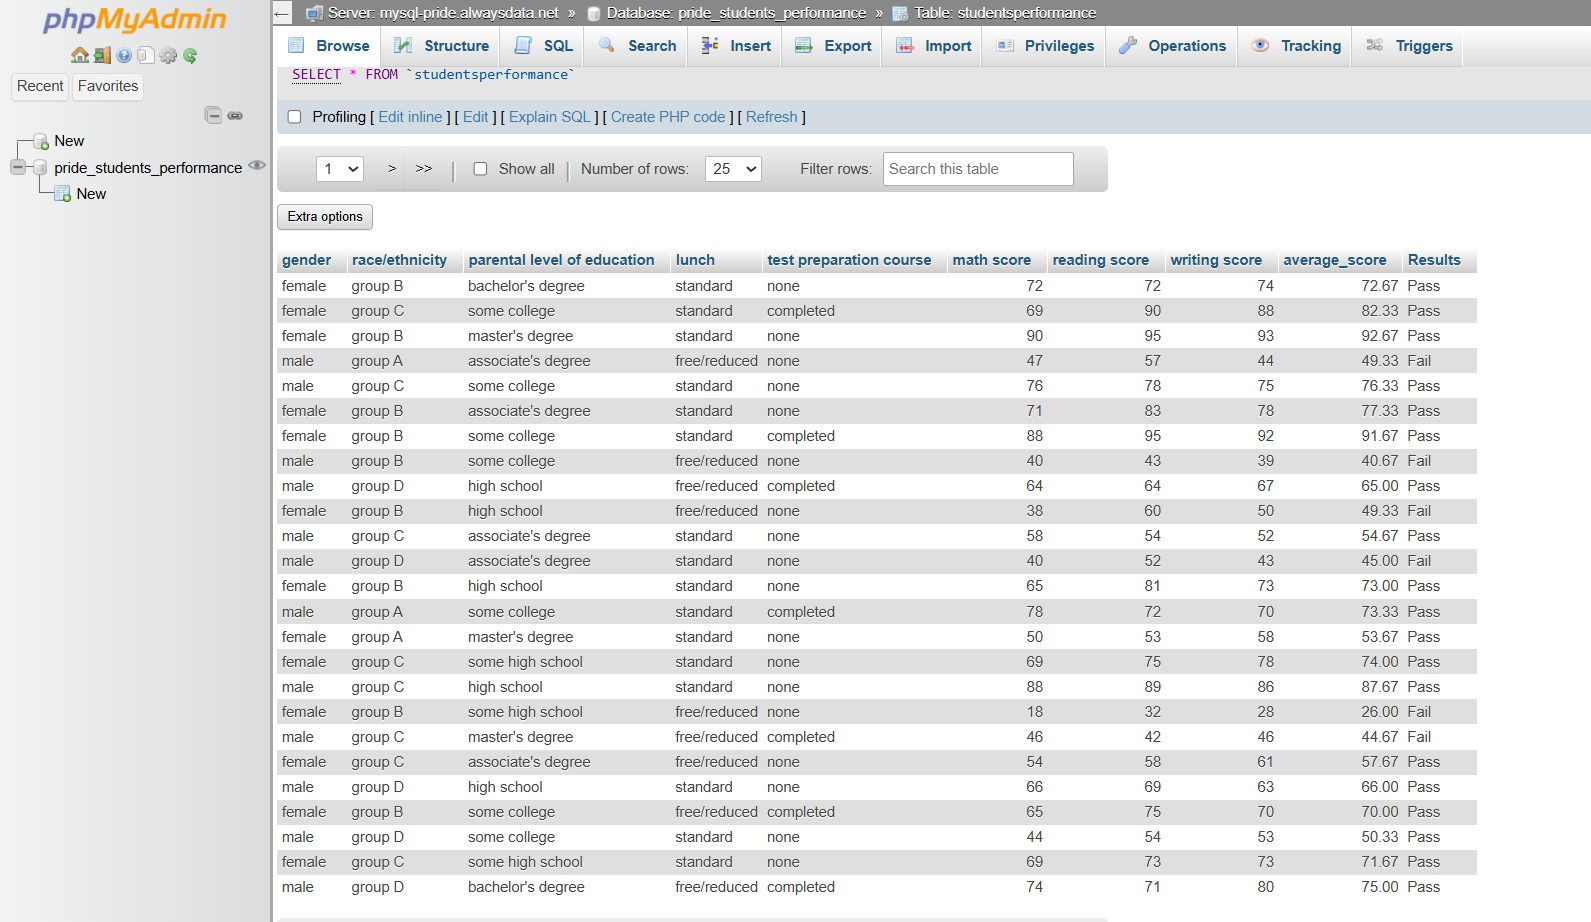 phpMyAdmin
Recent Favorites
New
pride_students_performance
New
Server: mysql-pride.alwaysdata.net » Database: pride_students_performance » Table: studentsperformance
Browse Structure SQL Search Insert Export Import Privileges Operations Tracking Triggers
SELECT * FROM `studentsperformance`
Profiling [ Edit inline ] [ Edit ] [ Explain SQL ] [ Create PHP code ] [ Refresh ]
1 > >> | Show all | Number of rows: 25 Filter rows: Search this table
Extra options
gender race/ethnicity parental level of education lunch test preparation course math score reading score writing score average_score Results
female group B bachelor's degree standard none 72 72 74 72.67 Pass
female group C some college standard completed 69 90 88 82.33 Pass
female group B master's degree standard none 90 95 93 92.67 Pass
male group A associate's degree free/reduced none 47 57 44 49.33 Fail
male group C some college standard none 76 78 75 76.33 Pass
female group B associate's degree standard none 71 83 78 77.33 Pass
female group B some college standard completed 88 95 92 91.67 Pass
male group B some college free/reduced none 40 43 39 40.67 Fail
male group D high school free/reduced completed 64 64 67 65.00 Pass
female group B high school free/reduced none 38 60 50 49.33 Fail
male group C associate's degree standard none 58 54 52 54.67 Pass
male group D associate's degree standard none 40 52 43 45.00 Fail
female group B high school standard none 65 81 73 73.00 Pass
male group A some college standard completed 78 72 70 73.33 Pass
female group A master's degree standard none 50 53 58 53.67 Pass
female group C some high school standard none 69 75 78 74.00 Pass
male group C high school standard none 88 89 86 87.67 Pass
female group B some high school free/reduced none 18 32 28 26.00 Fail
male group C master's degree free/reduced completed 46 42 46 44.67 Fail
female group C associate's degree free/reduced none 54 58 61 57.67 Pass
male group D high school standard none 66 69 63 66.00 Pass
female group B some college free/reduced completed 65 75 70 70.00 Pass
male group D some college standard none 44 54 53 50.33 Pass
female group C some high school standard none 69 73 73 71.67 Pass
male group D bachelor's degree free/reduced completed 74 71 80 75.00 Pass